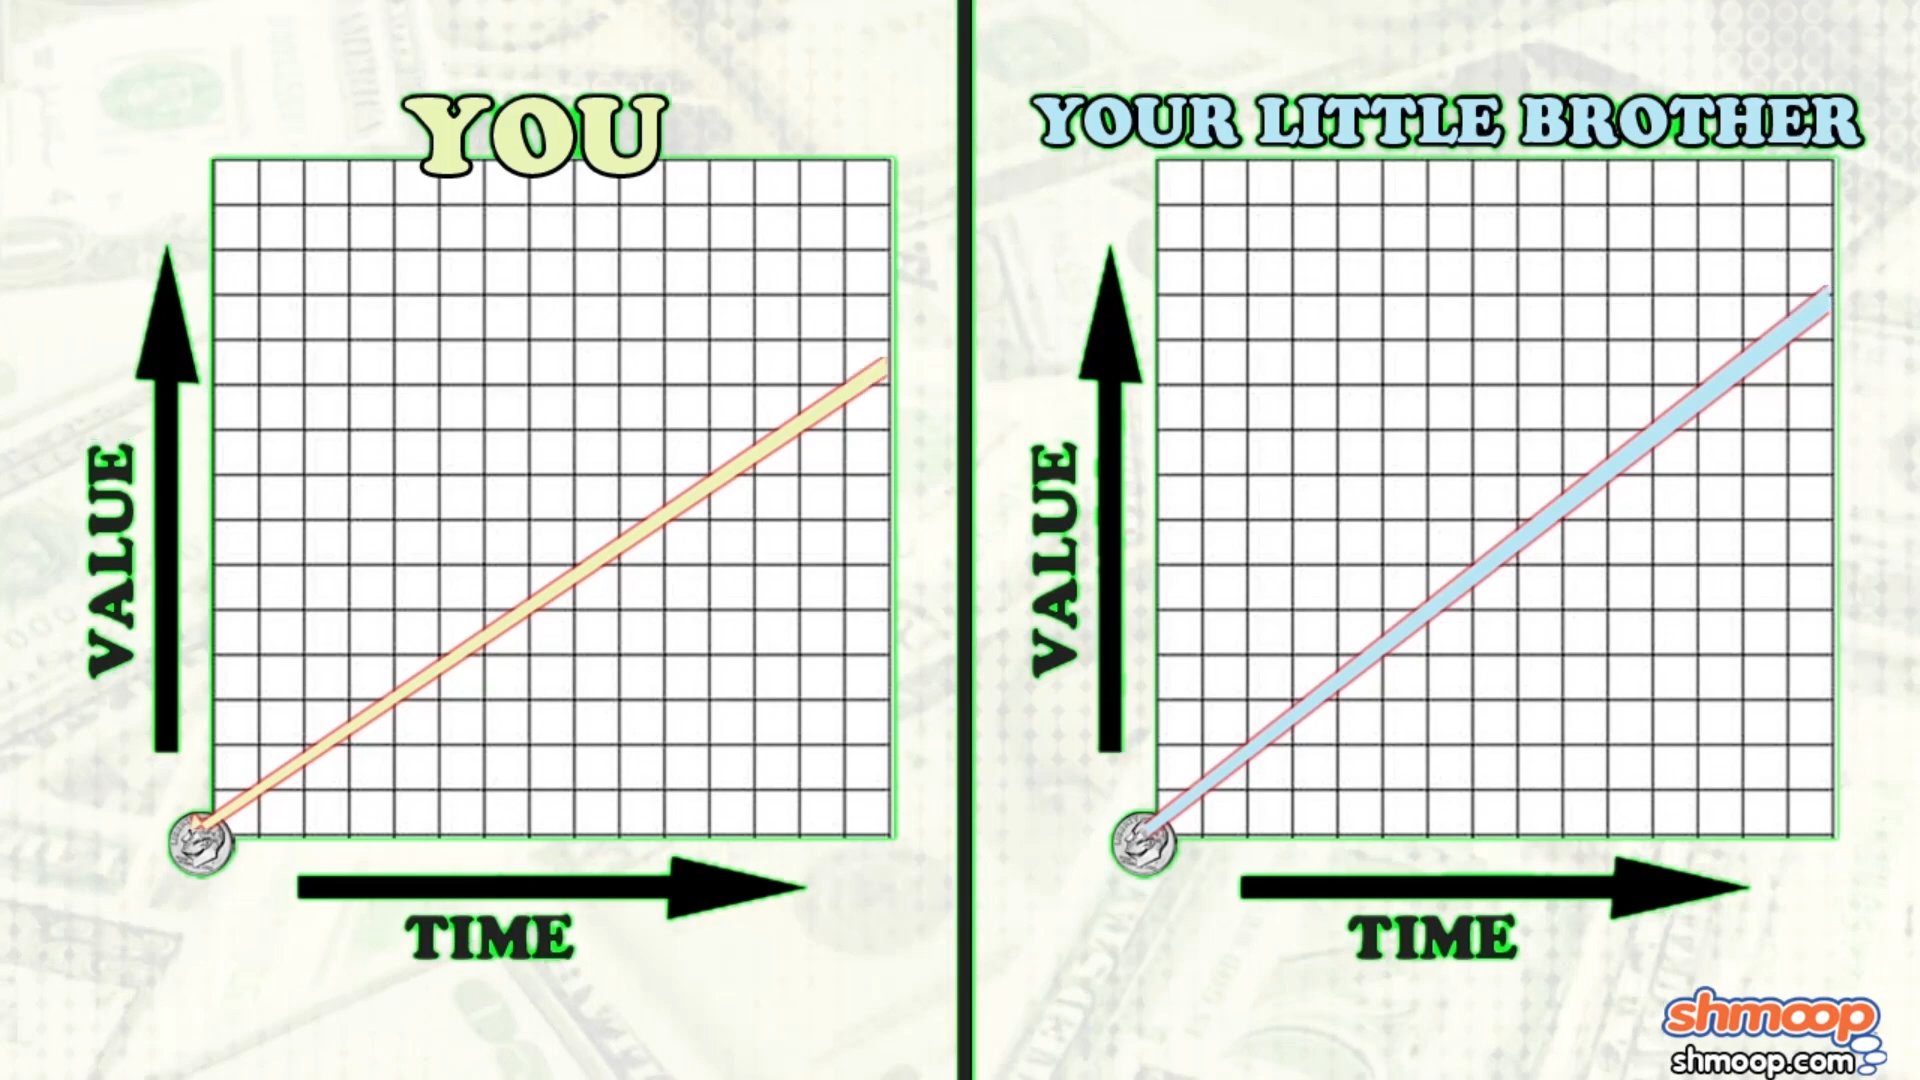 YOU
VALUE
TIME
YOUR LITTLE BROTHER
VALUE
TIME
shmoop
shmoop.com